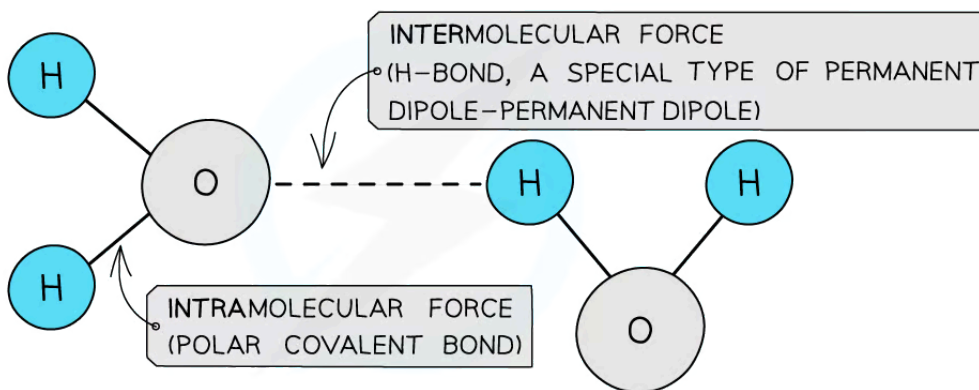 INTERMOLECULAR FORCE
(H-BOND, A SPECIAL TYPE OF PERMANENT
DIPOLE-PERMANENT DIPOLE)
H
O
H
H
H
INTRAMOLECULAR FORCE
(POLAR COVALENT BOND)
O